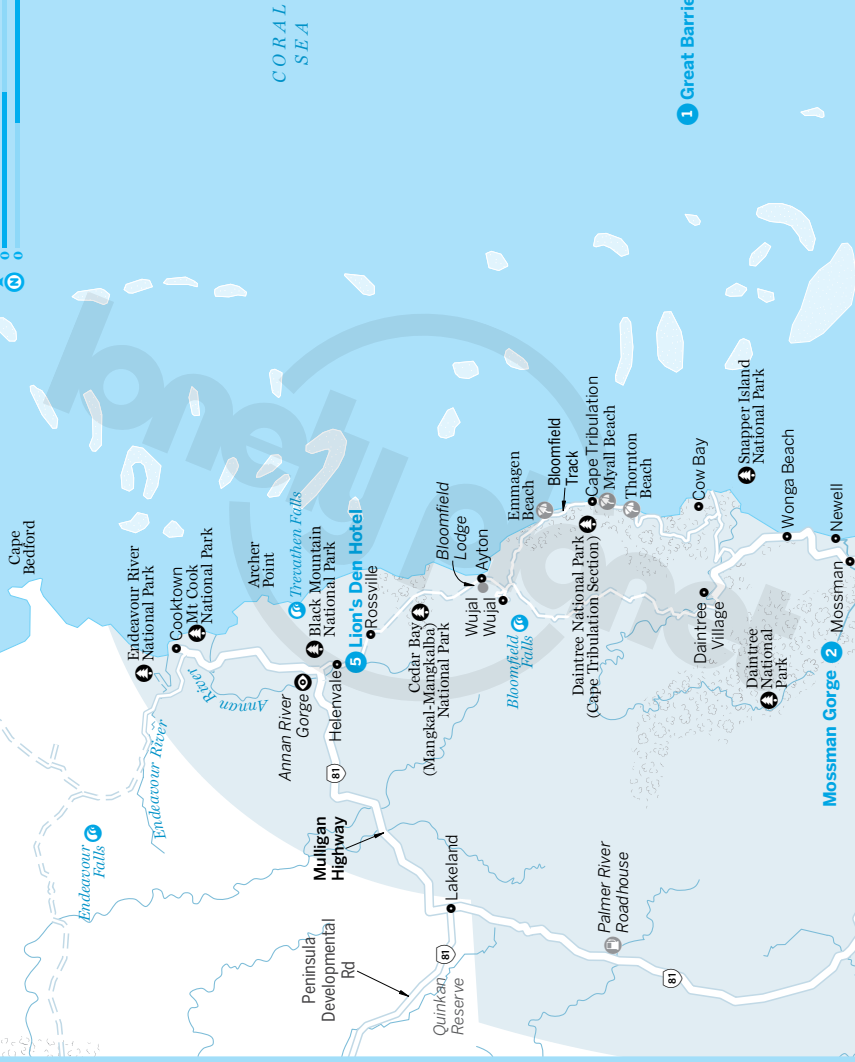 CORAL
SEA
1 Great Barrie
N
0
0
Cape
Bedford
Endeavour River
National Park
Cooktown
Mt Cook
National Park
Archer
Point
Trevathen Falls
Black Mountain
National Park
5 Lion's Den Hotel
Rossville
Annan River
Annan River
Gorge
Helenvale
Endeavour River
Endeavour
Falls
81
Mulligan
Highway
Lakeland
Peninsula
Developmental
Rd
81
Quinkan
Reserve
Palmer River
Roadhouse
81
Cedar Bay
(Mangkal-Mangkalba)
National Park
Bloomfield
Lodge
Ayton
Wujal
Wujal
Bloomfield
Falls
Emmagen
Beach
Bloomfield
Track
Cape Tribulation
Myall Beach
Thornton
Beach
Daintree National Park
(Cape Tribulation Section)
Cow Bay
Snapper Island
National Park
Daintree
Village
Wonga Beach
Newell
Daintree
National
Park
Mossman
Mossman Gorge 2
lonely planet